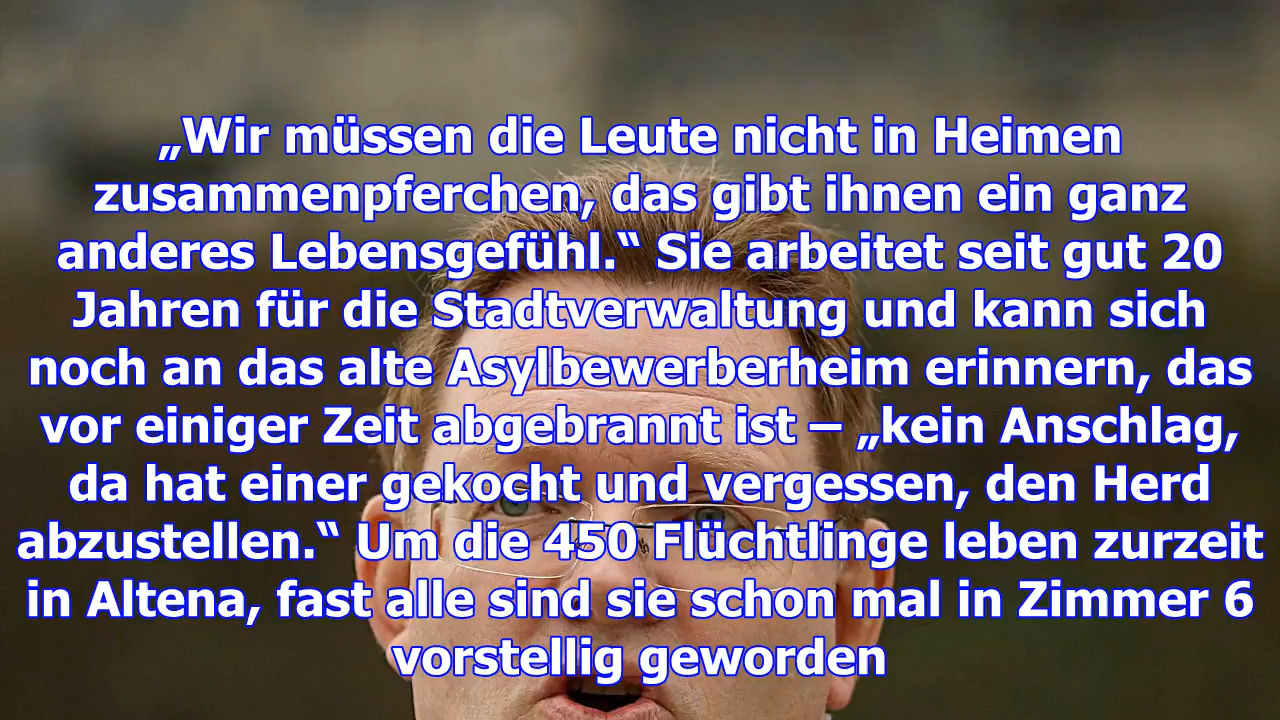 „Wir müssen die Leute nicht in Heimen
zusammenpferchen, das gibt ihnen ein ganz
anderes Lebensgefühl.“ Sie arbeitet seit gut 20
Jahren für die Stadtverwaltung und kann sich
noch an das alte Asylbewerberheim erinnern, das
vor einiger Zeit abgebrannt ist – „kein Anschlag,
da hat einer gekocht und vergessen, den Herd
abzustellen.“ Um die 450 Flüchtlinge leben zurzeit
in Altena, fast alle sind sie schon mal in Zimmer 6
vorstellig geworden